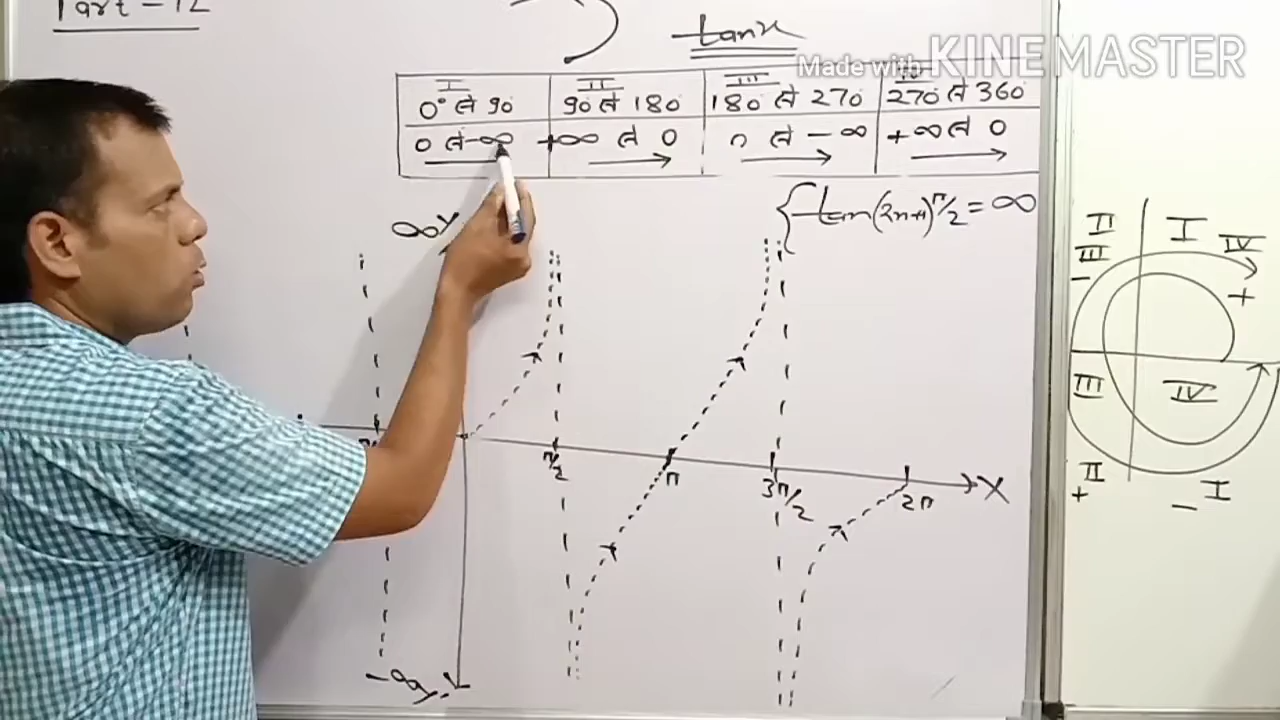 Part - 12
tanx
Made with KINEMASTER
I II III IV
0° से 90° 90° से 180° 180° से 270° 270° से 360°
0 से -∞ +∞ से 0 0 से -∞ +∞ से 0
{tan(2n+1)π/2 = ∞
∞ y
II I
III IV
- +
III IV
II I
+ -
π/2 π 3π/2 2π X
-∞ y'